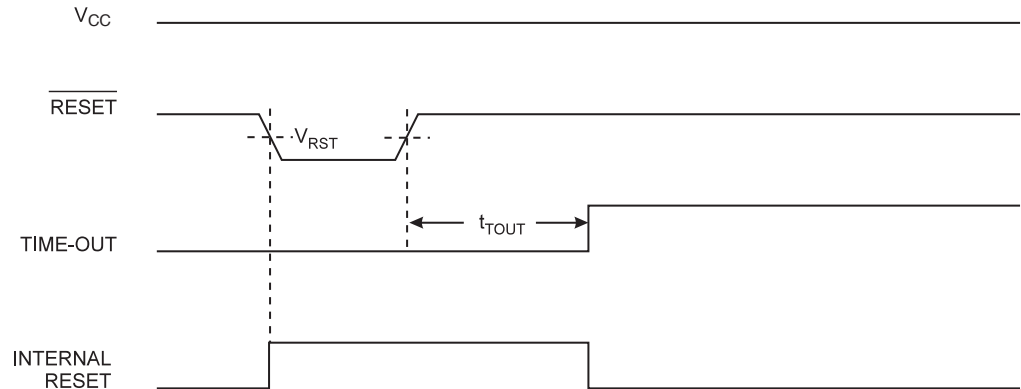 VCC
RESET
VRST
tTOUT
TIME-OUT
INTERNAL
RESET